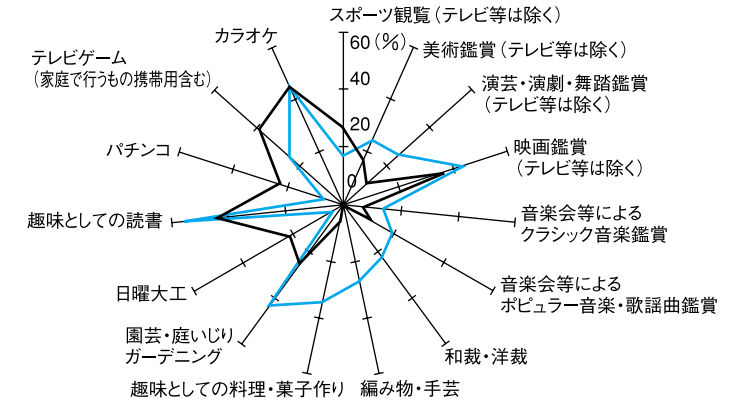 スポーツ観覧（テレビ等は除く）
60（%）
40
20
0
美術鑑賞（テレビ等は除く）
演芸・演劇・舞踏鑑賞
（テレビ等は除く）
映画鑑賞
（テレビ等は除く）
音楽会等による
クラシック音楽鑑賞
音楽会等による
ポピュラー音楽・歌謡曲鑑賞
和裁・洋裁
編み物・手芸
趣味としての料理・菓子作り
園芸・庭いじり
ガーデニング
日曜大工
趣味としての読書
パチンコ
テレビゲーム
（家庭で行うもの携帯用含む）
カラオケ